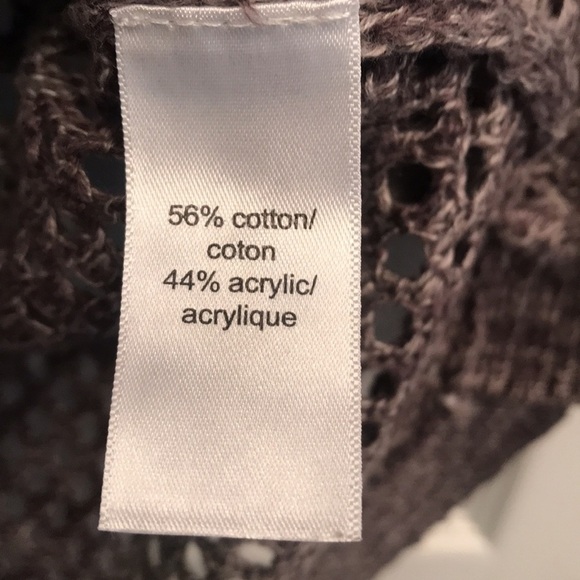 56% cotton/
coton
44% acrylic/
acrylique